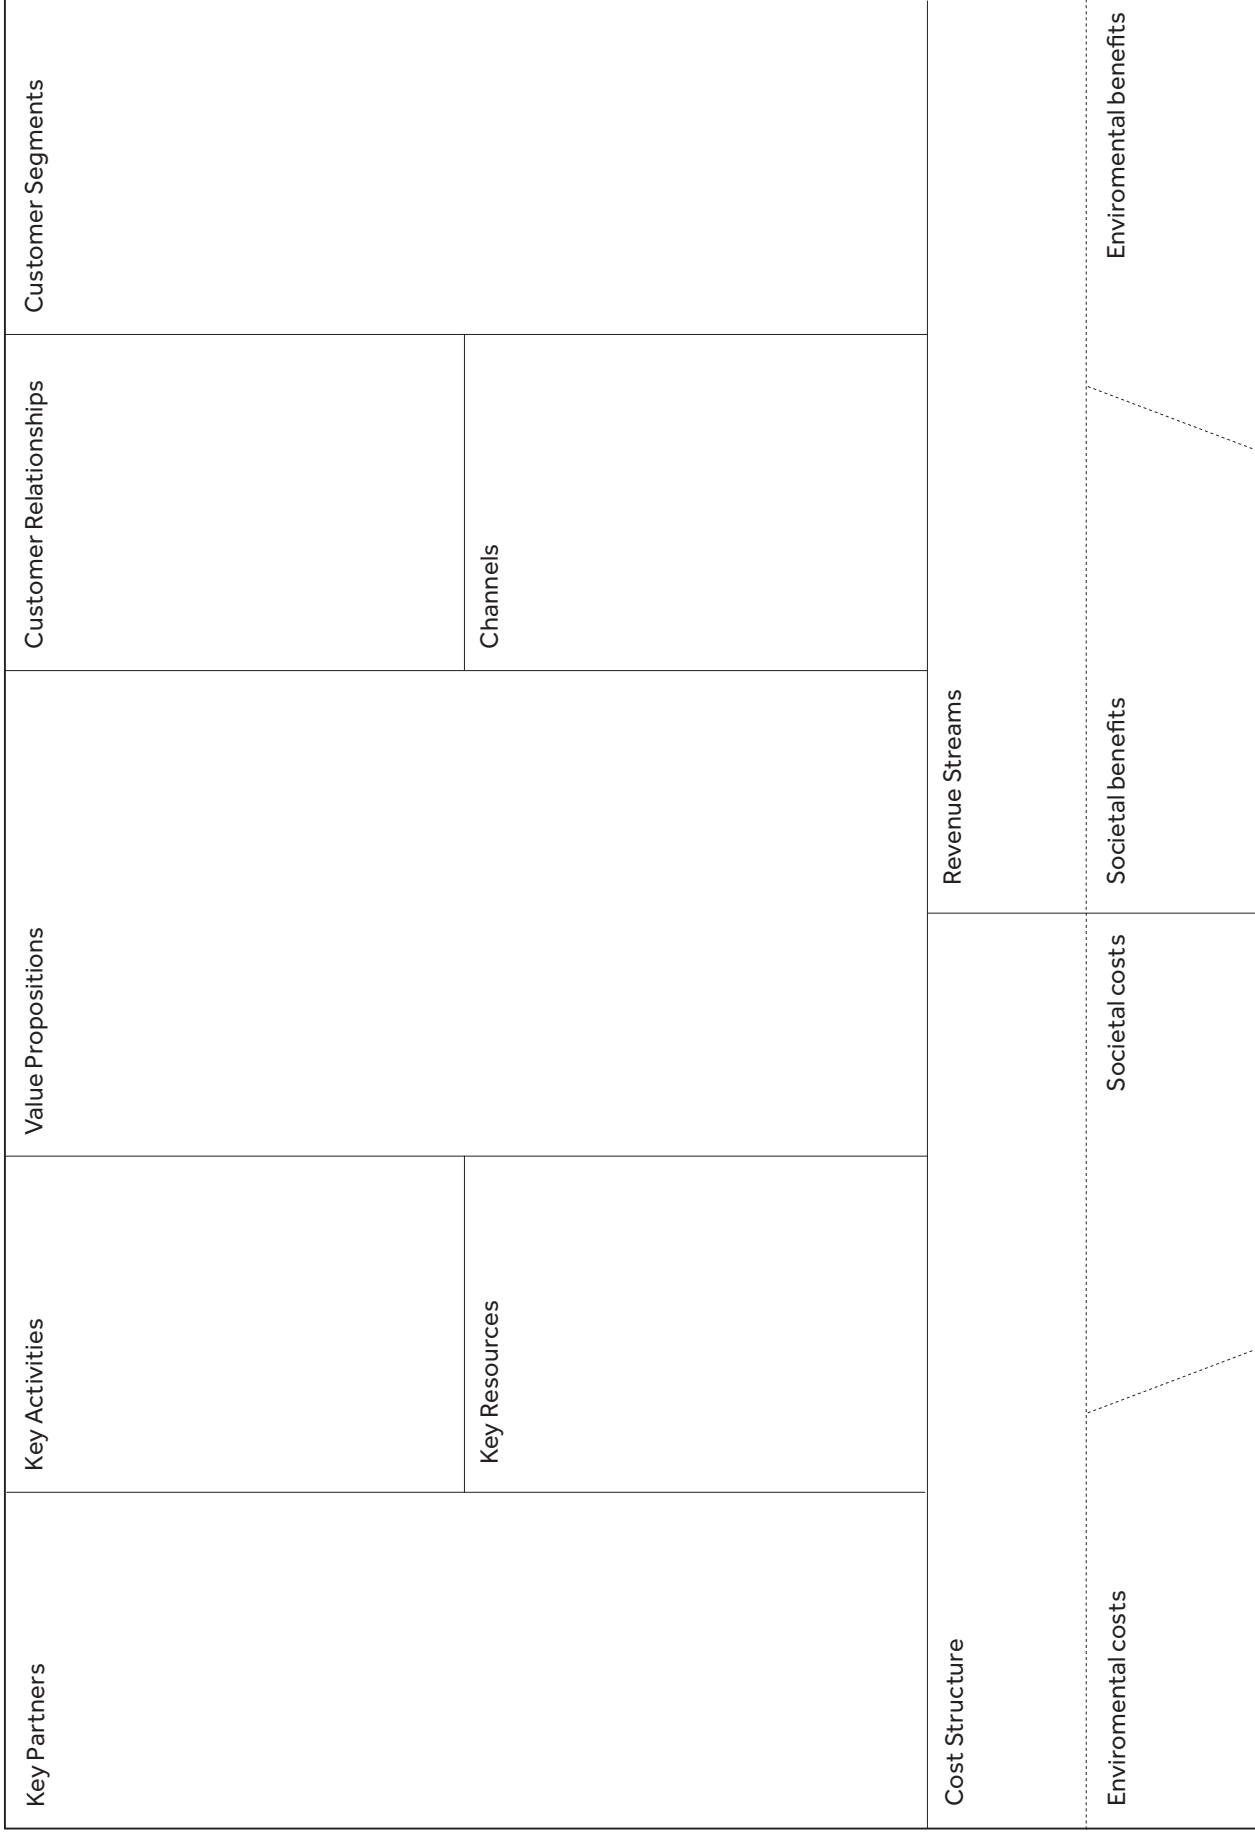 Key Partners
Key Activities
Key Resources
Value Propositions
Customer Relationships
Channels
Customer Segments
Cost Structure
Revenue Streams
Enviromental costs
Societal costs
Societal benefits
Enviromental benefits